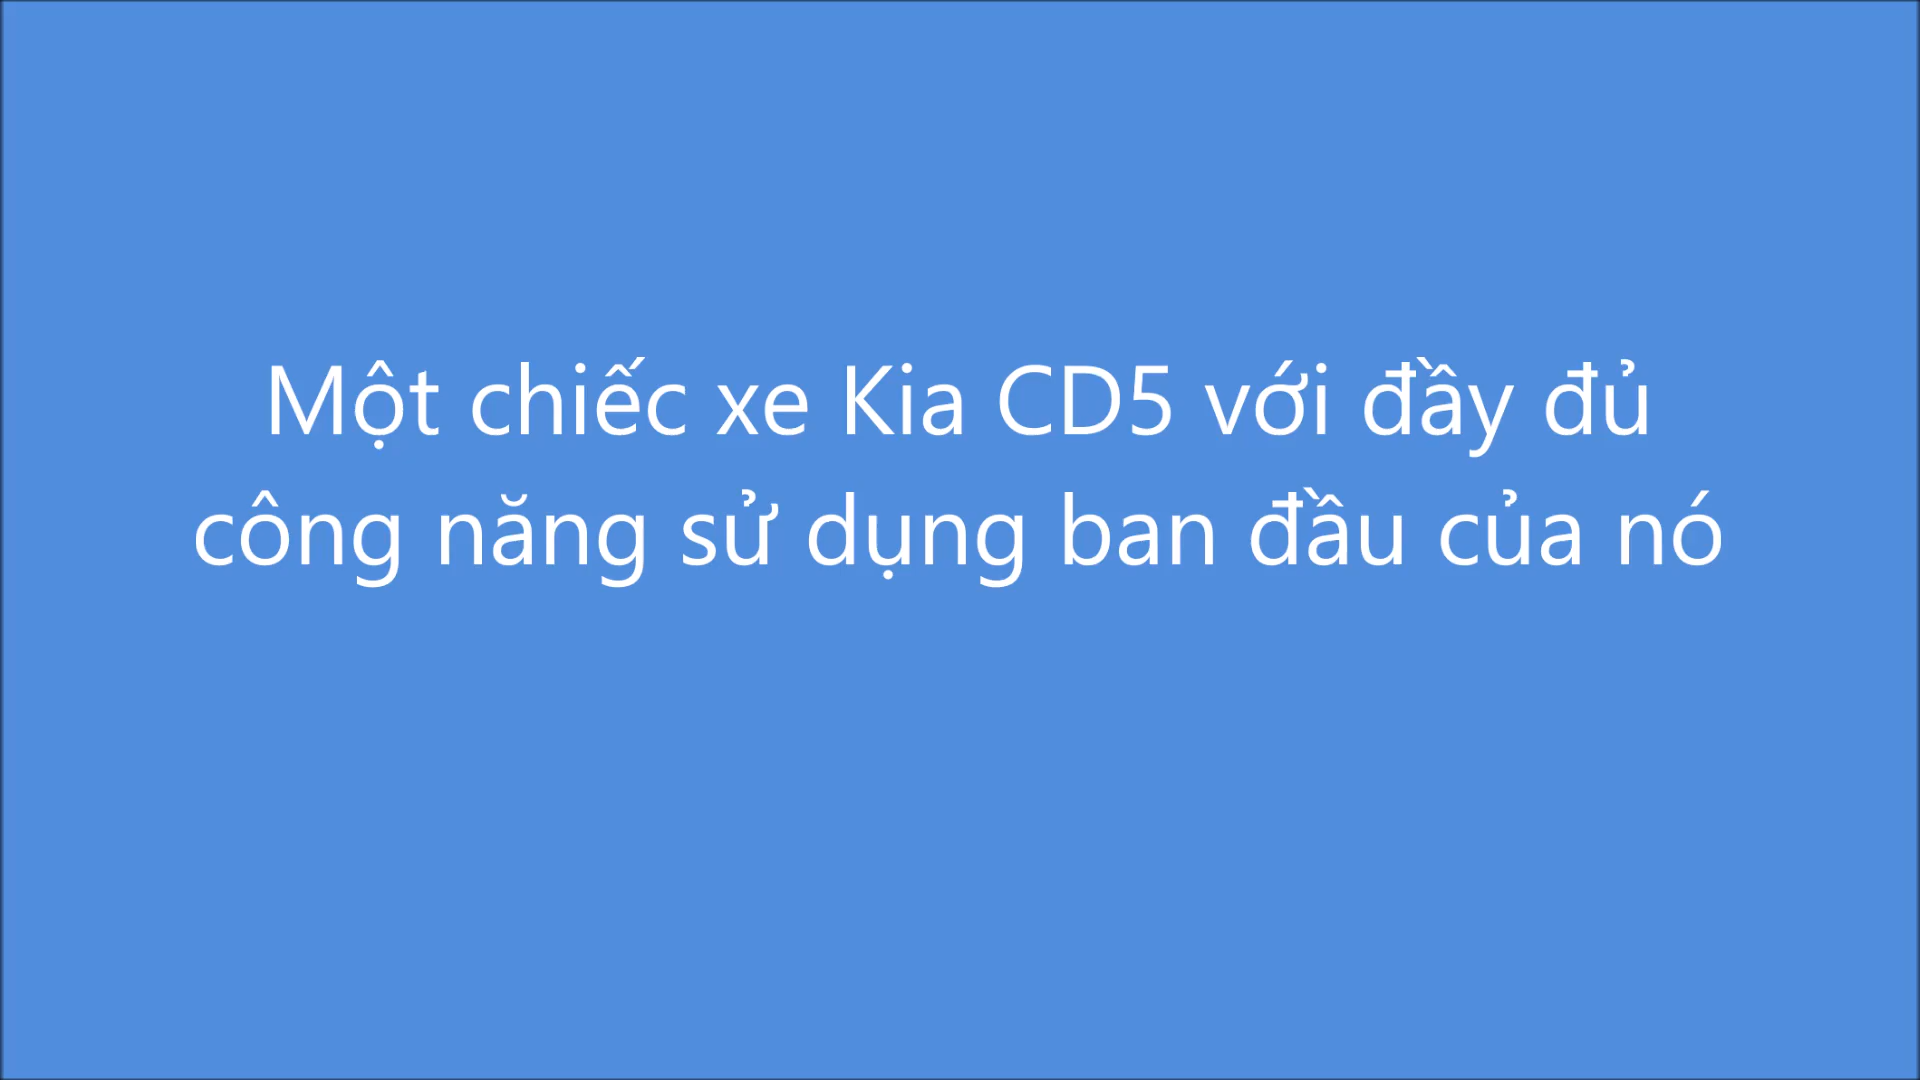 Một chiếc xe Kia CD5 với đầy đủ
công năng sử dụng ban đầu của nó